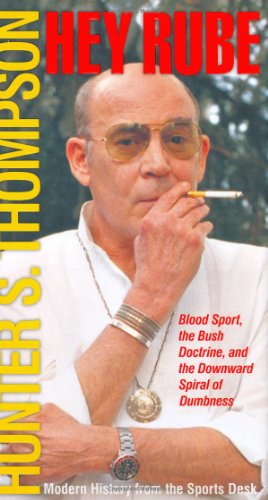 HEY RUBE
HUNTER S. THOMPSON
Blood Sport,
the Bush
Doctrine, and
the Downward
Spiral of
Dumbness
Modern History from the Sports Desk